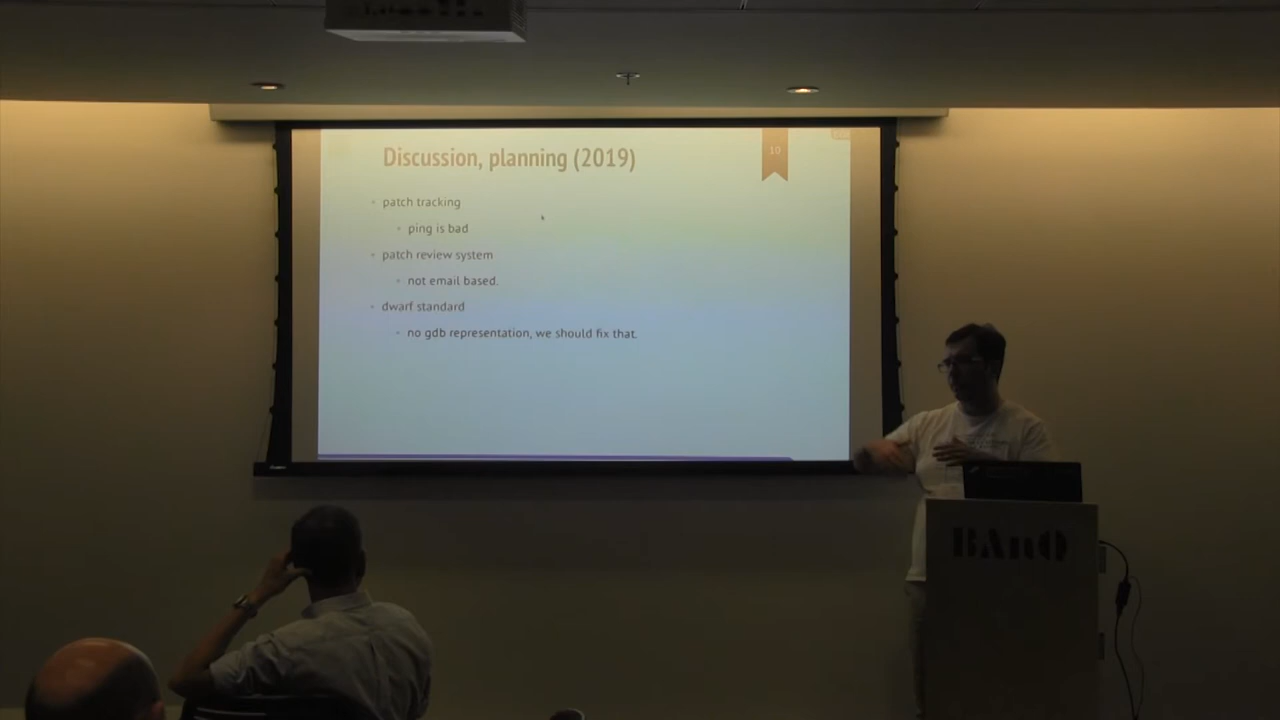 Discussion, planning (2019)
10
patch tracking
ping is bad
patch review system
not email based.
dwarf standard
no gdb representation, we should fix that.
BAnQ